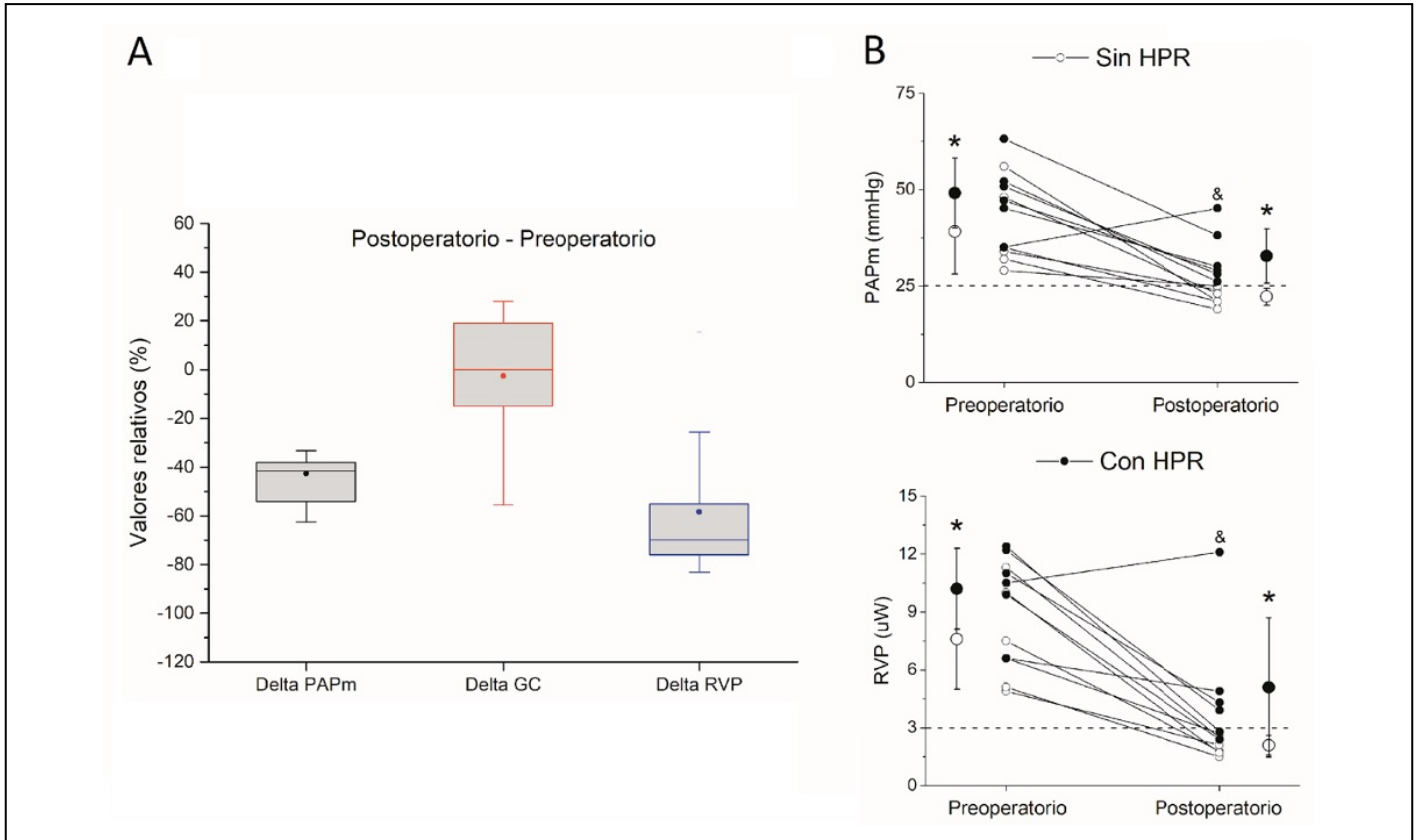 A
Postoperatorio - Preoperatorio
Valores relativos (%)
60
40
20
0
-20
-40
-60
-80
-100
-120
Delta PAPm
Delta GC
Delta RVP
B
Sin HPR
PAPm (mmHg)
75
50
25
0
*
&
*
Preoperatorio
Postoperatorio
Con HPR
RVP (uW)
15
12
9
6
3
0
*
&
*
Preoperatorio
Postoperatorio